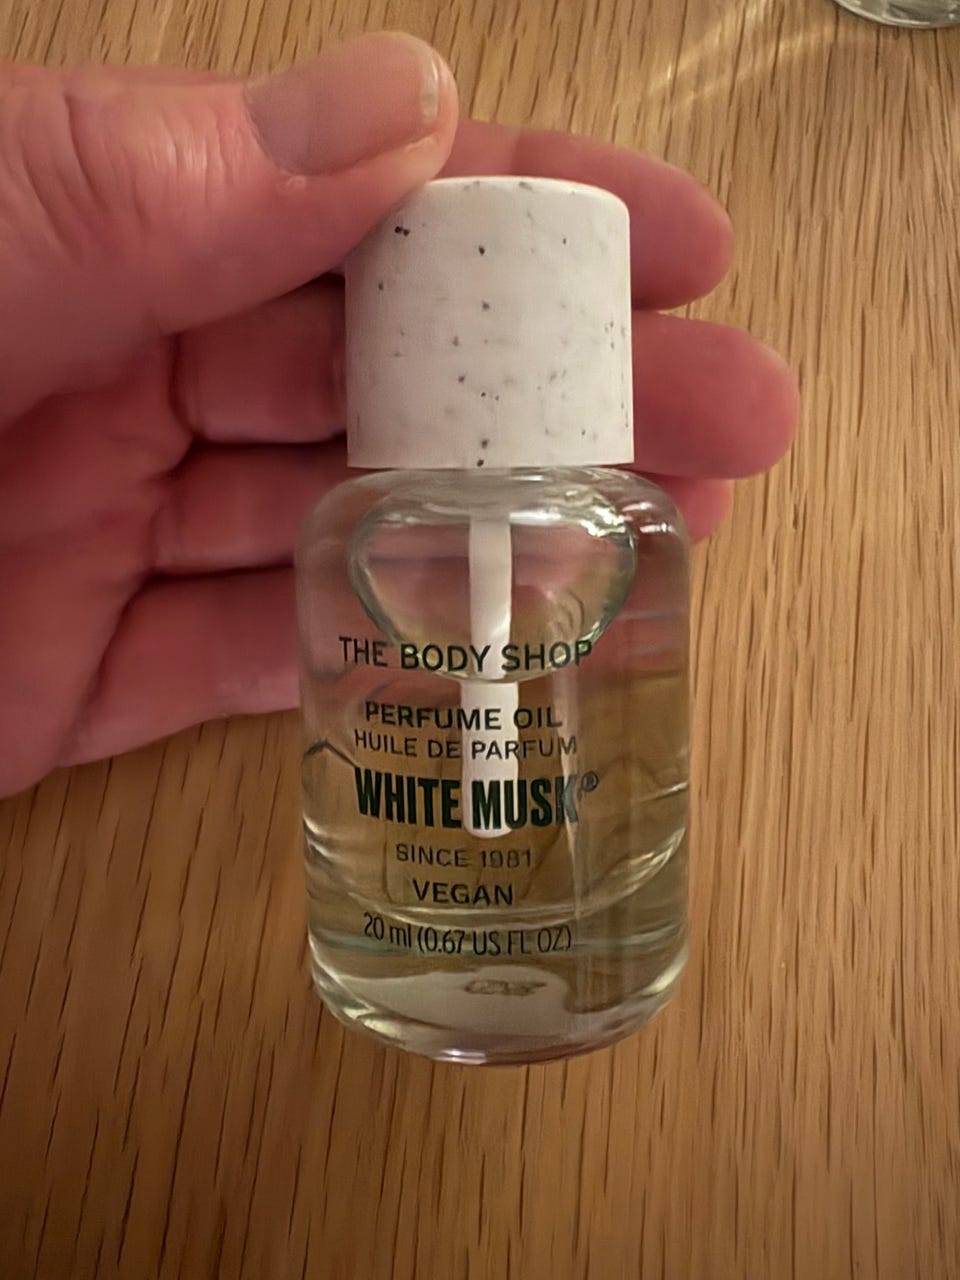 THE BODY SHOP
PERFUME OIL
HUILE DE PARFUM
WHITE MUSK®
SINCE 1981
VEGAN
20 ml (0.67 US FL OZ)